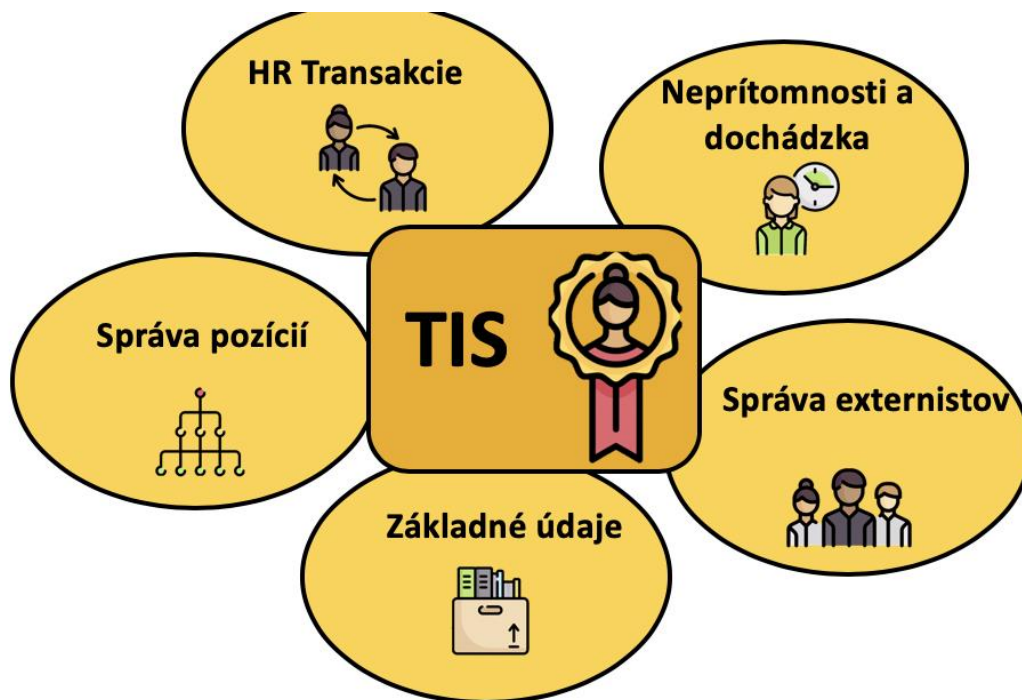 HR Transakcie
Neprítomnosti a
dochádzka
Správa pozícií
TIS
Správa externistov
Základné údaje